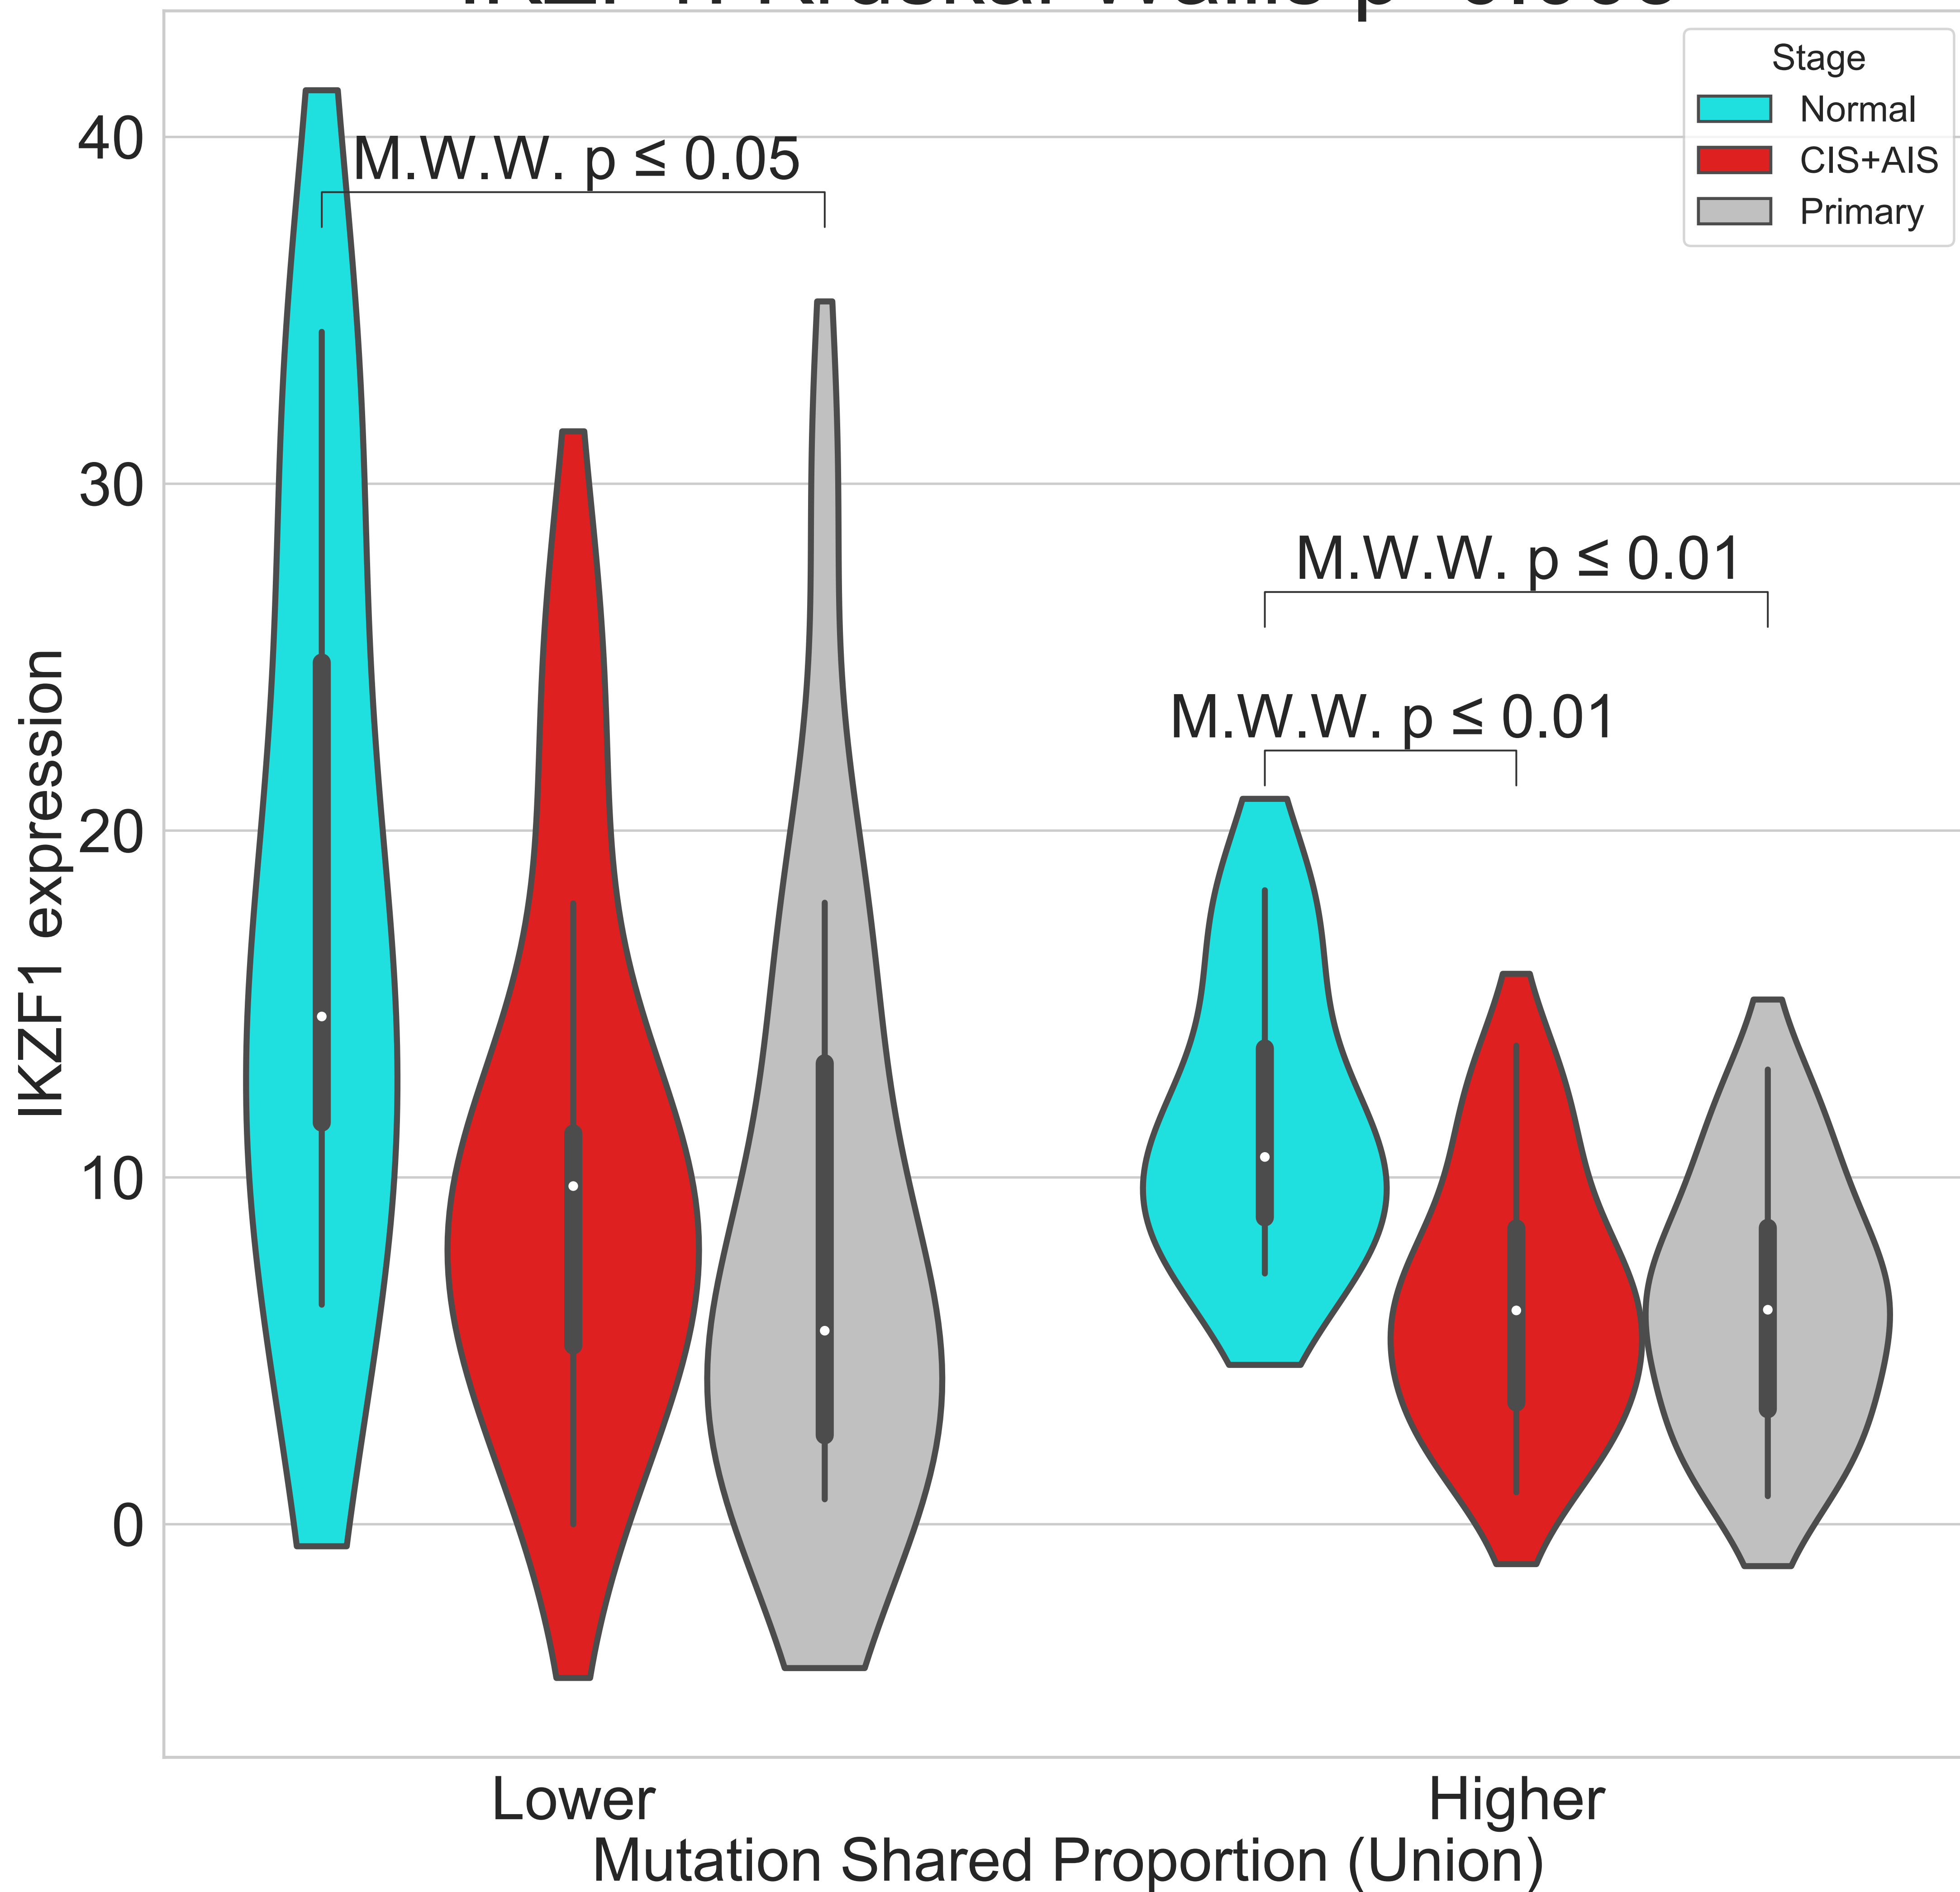 Stage
Normal
CIS+AIS
Primary
40
30
20
10
0
IKZF1 expression
M.W.W. p ≤ 0.05
M.W.W. p ≤ 0.01
M.W.W. p ≤ 0.01
Lower
Higher
Mutation Shared Proportion (Union)